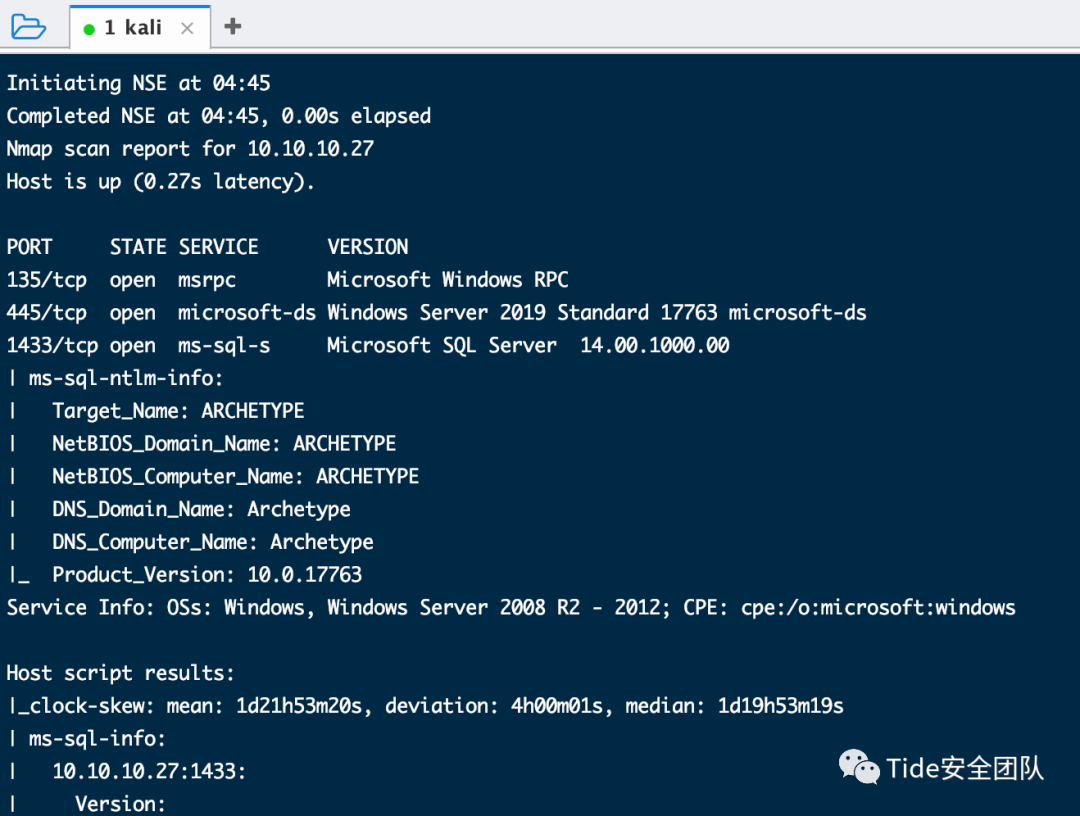 1 kali
Initiating NSE at 04:45
Completed NSE at 04:45, 0.00s elapsed
Nmap scan report for 10.10.10.27
Host is up (0.27s latency).
PORT     STATE SERVICE      VERSION
135/tcp  open  msrpc        Microsoft Windows RPC
445/tcp  open  microsoft-ds Windows Server 2019 Standard 17763 microsoft-ds
1433/tcp open  ms-sql-s     Microsoft SQL Server  14.00.1000.00
| ms-sql-ntlm-info:
|   Target_Name: ARCHETYPE
|   NetBIOS_Domain_Name: ARCHETYPE
|   NetBIOS_Computer_Name: ARCHETYPE
|   DNS_Domain_Name: Archetype
|   DNS_Computer_Name: Archetype
|_  Product_Version: 10.0.17763
Service Info: OSs: Windows, Windows Server 2008 R2 - 2012; CPE: cpe:/o:microsoft:windows
Host script results:
|_clock-skew: mean: 1d21h53m20s, deviation: 4h00m01s, median: 1d19h53m19s
| ms-sql-info:
|   10.10.10.27:1433:
|     Version:
Tide安全团队